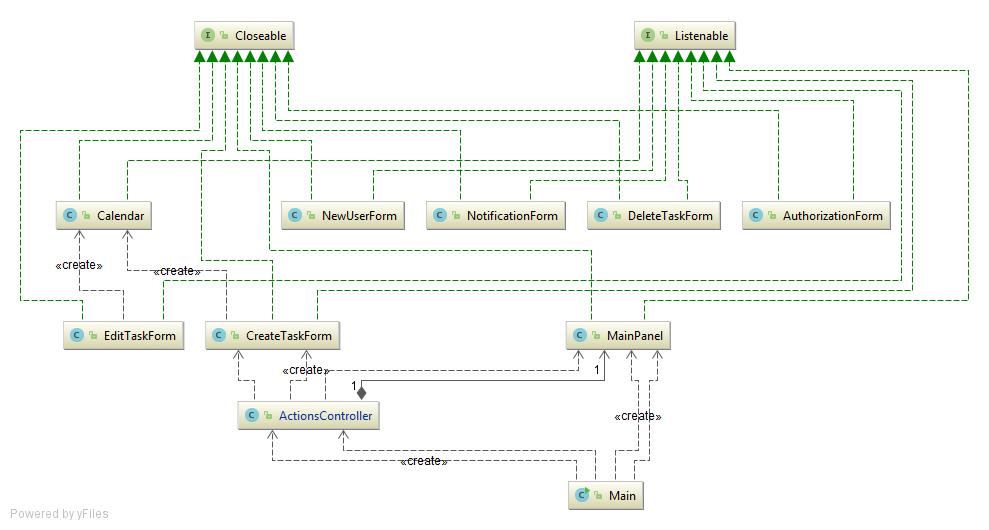 Closeable
Listenable
Calendar
NewUserForm
NotificationForm
DeleteTaskForm
AuthorizationForm
«create»
«create»
EditTaskForm
CreateTaskForm
MainPanel
«create»
1
1
ActionsController
«create»
«create»
Main
Powered by yFiles